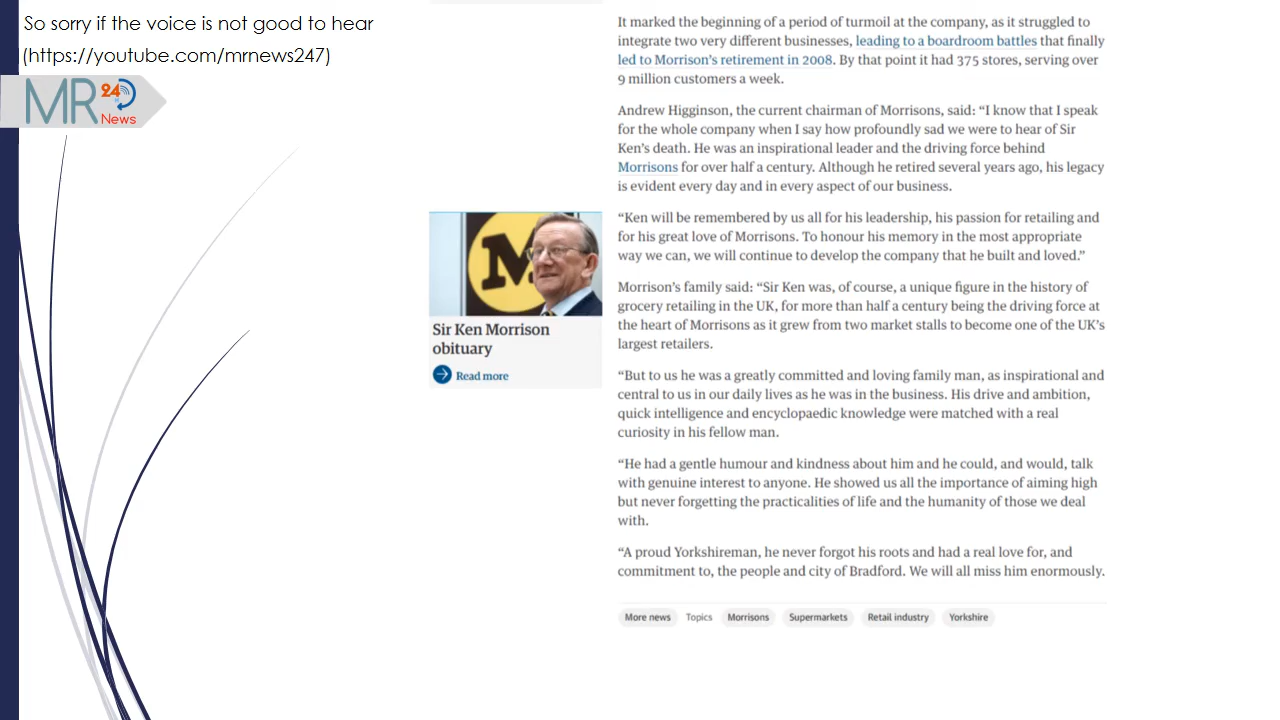 So sorry if the voice is not good to hear
(https://youtube.com/mrnews247)
MR 24
News
It marked the beginning of a period of turmoil at the company, as it struggled to
integrate two very different businesses, leading to a boardroom battles that finally
led to Morrison's retirement in 2008. By that point it had 375 stores, serving over
9 million customers a week.
Andrew Higginson, the current chairman of Morrisons, said: “I know that I speak
for the whole company when I say how profoundly sad we were to hear of Sir
Ken's death. He was an inspirational leader and the driving force behind
Morrisons for over half a century. Although he retired several years ago, his legacy
is evident every day and in every aspect of our business.
“Ken will be remembered by us all for his leadership, his passion for retailing and
for his great love of Morrisons. To honour his memory in the most appropriate
way we can, we will continue to develop the company that he built and loved.”
M
Sir Ken Morrison
obituary
Read more
Morrison's family said: “Sir Ken was, of course, a unique figure in the history of
grocery retailing in the UK, for more than half a century being the driving force at
the heart of Morrisons as it grew from two market stalls to become one of the UK's
largest retailers.
“But to us he was a greatly committed and loving family man, as inspirational and
central to us in our daily lives as he was in the business. His drive and ambition,
quick intelligence and encyclopaedic knowledge were matched with a real
curiosity in his fellow man.
“He had a gentle humour and kindness about him and he could, and would, talk
with genuine interest to anyone. He showed us all the importance of aiming high
but never forgetting the practicalities of life and the humanity of those we deal
with.
“A proud Yorkshireman, he never forgot his roots and had a real love for, and
commitment to, the people and city of Bradford. We will all miss him enormously.
More news Topics Morrisons Supermarkets Retail industry Yorkshire